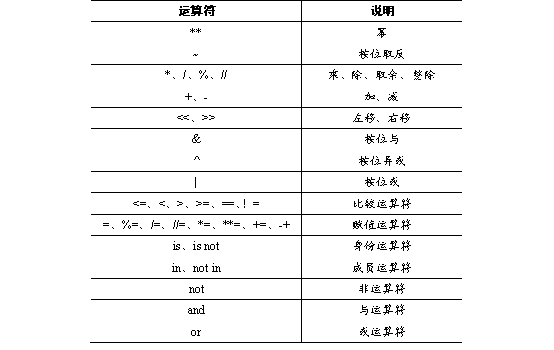 运算符 说明
** 幂
~ 按位取反
*、/、%、// 乘、除、取余、整除
+、- 加、减
<<、>> 左移、右移
& 按位与
^ 按位异或
| 按位或
<=、<、>、>=、==、! = 比较运算符
=、%=、/=、//=、*=、**=、+=、-+ 赋值运算符
is、is not 身份运算符
in、not in 成员运算符
not 非运算符
and 与运算符
or 或运算符